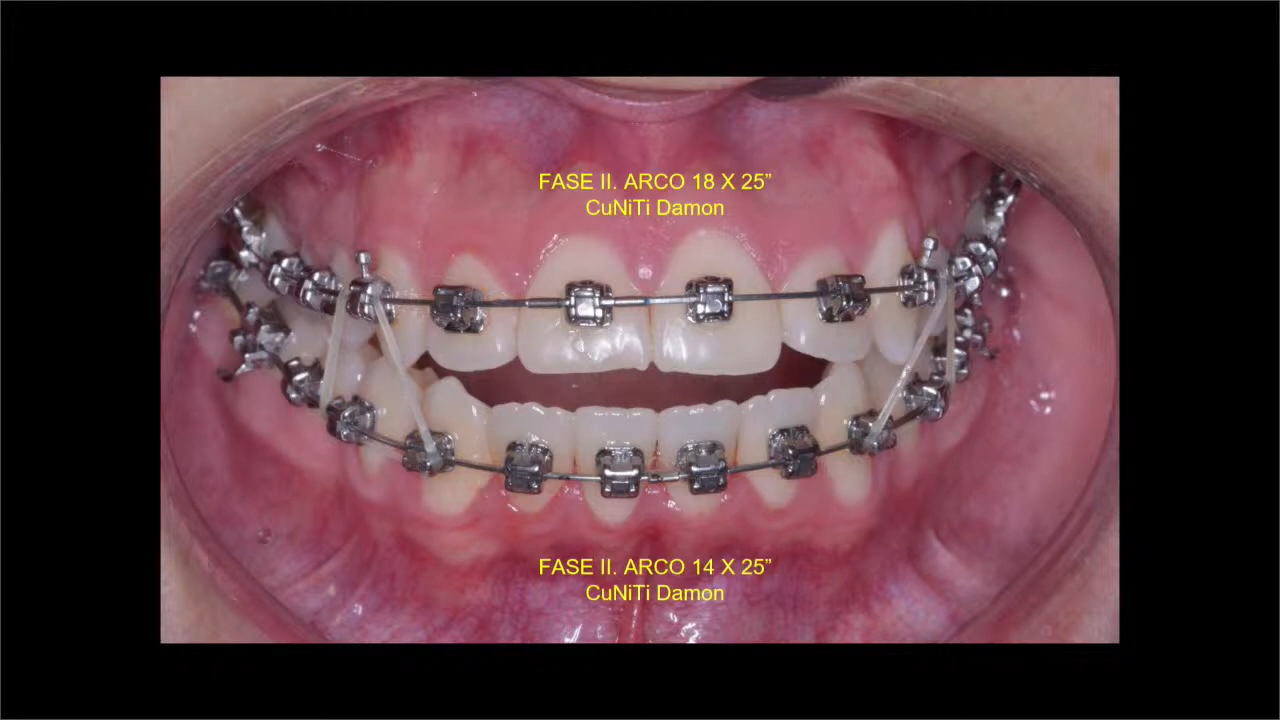 FASE II. ARCO 18 X 25”
CuNiTi Damon
FASE II. ARCO 14 X 25”
CuNiTi Damon